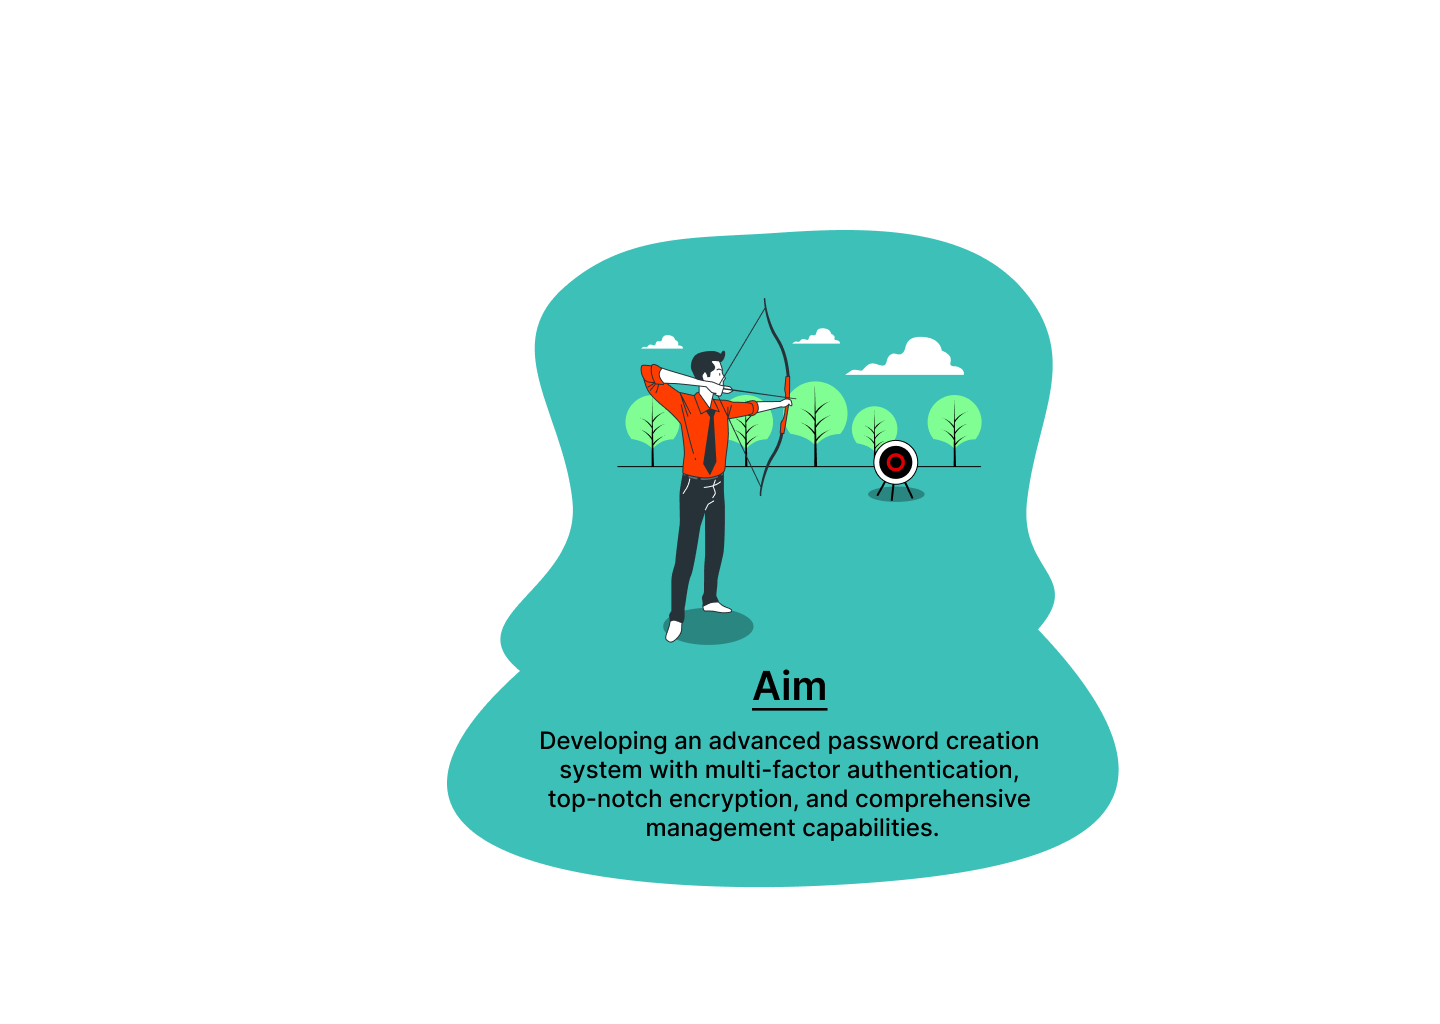 Aim
Developing an advanced password creation
system with multi-factor authentication,
top-notch encryption, and comprehensive
management capabilities.